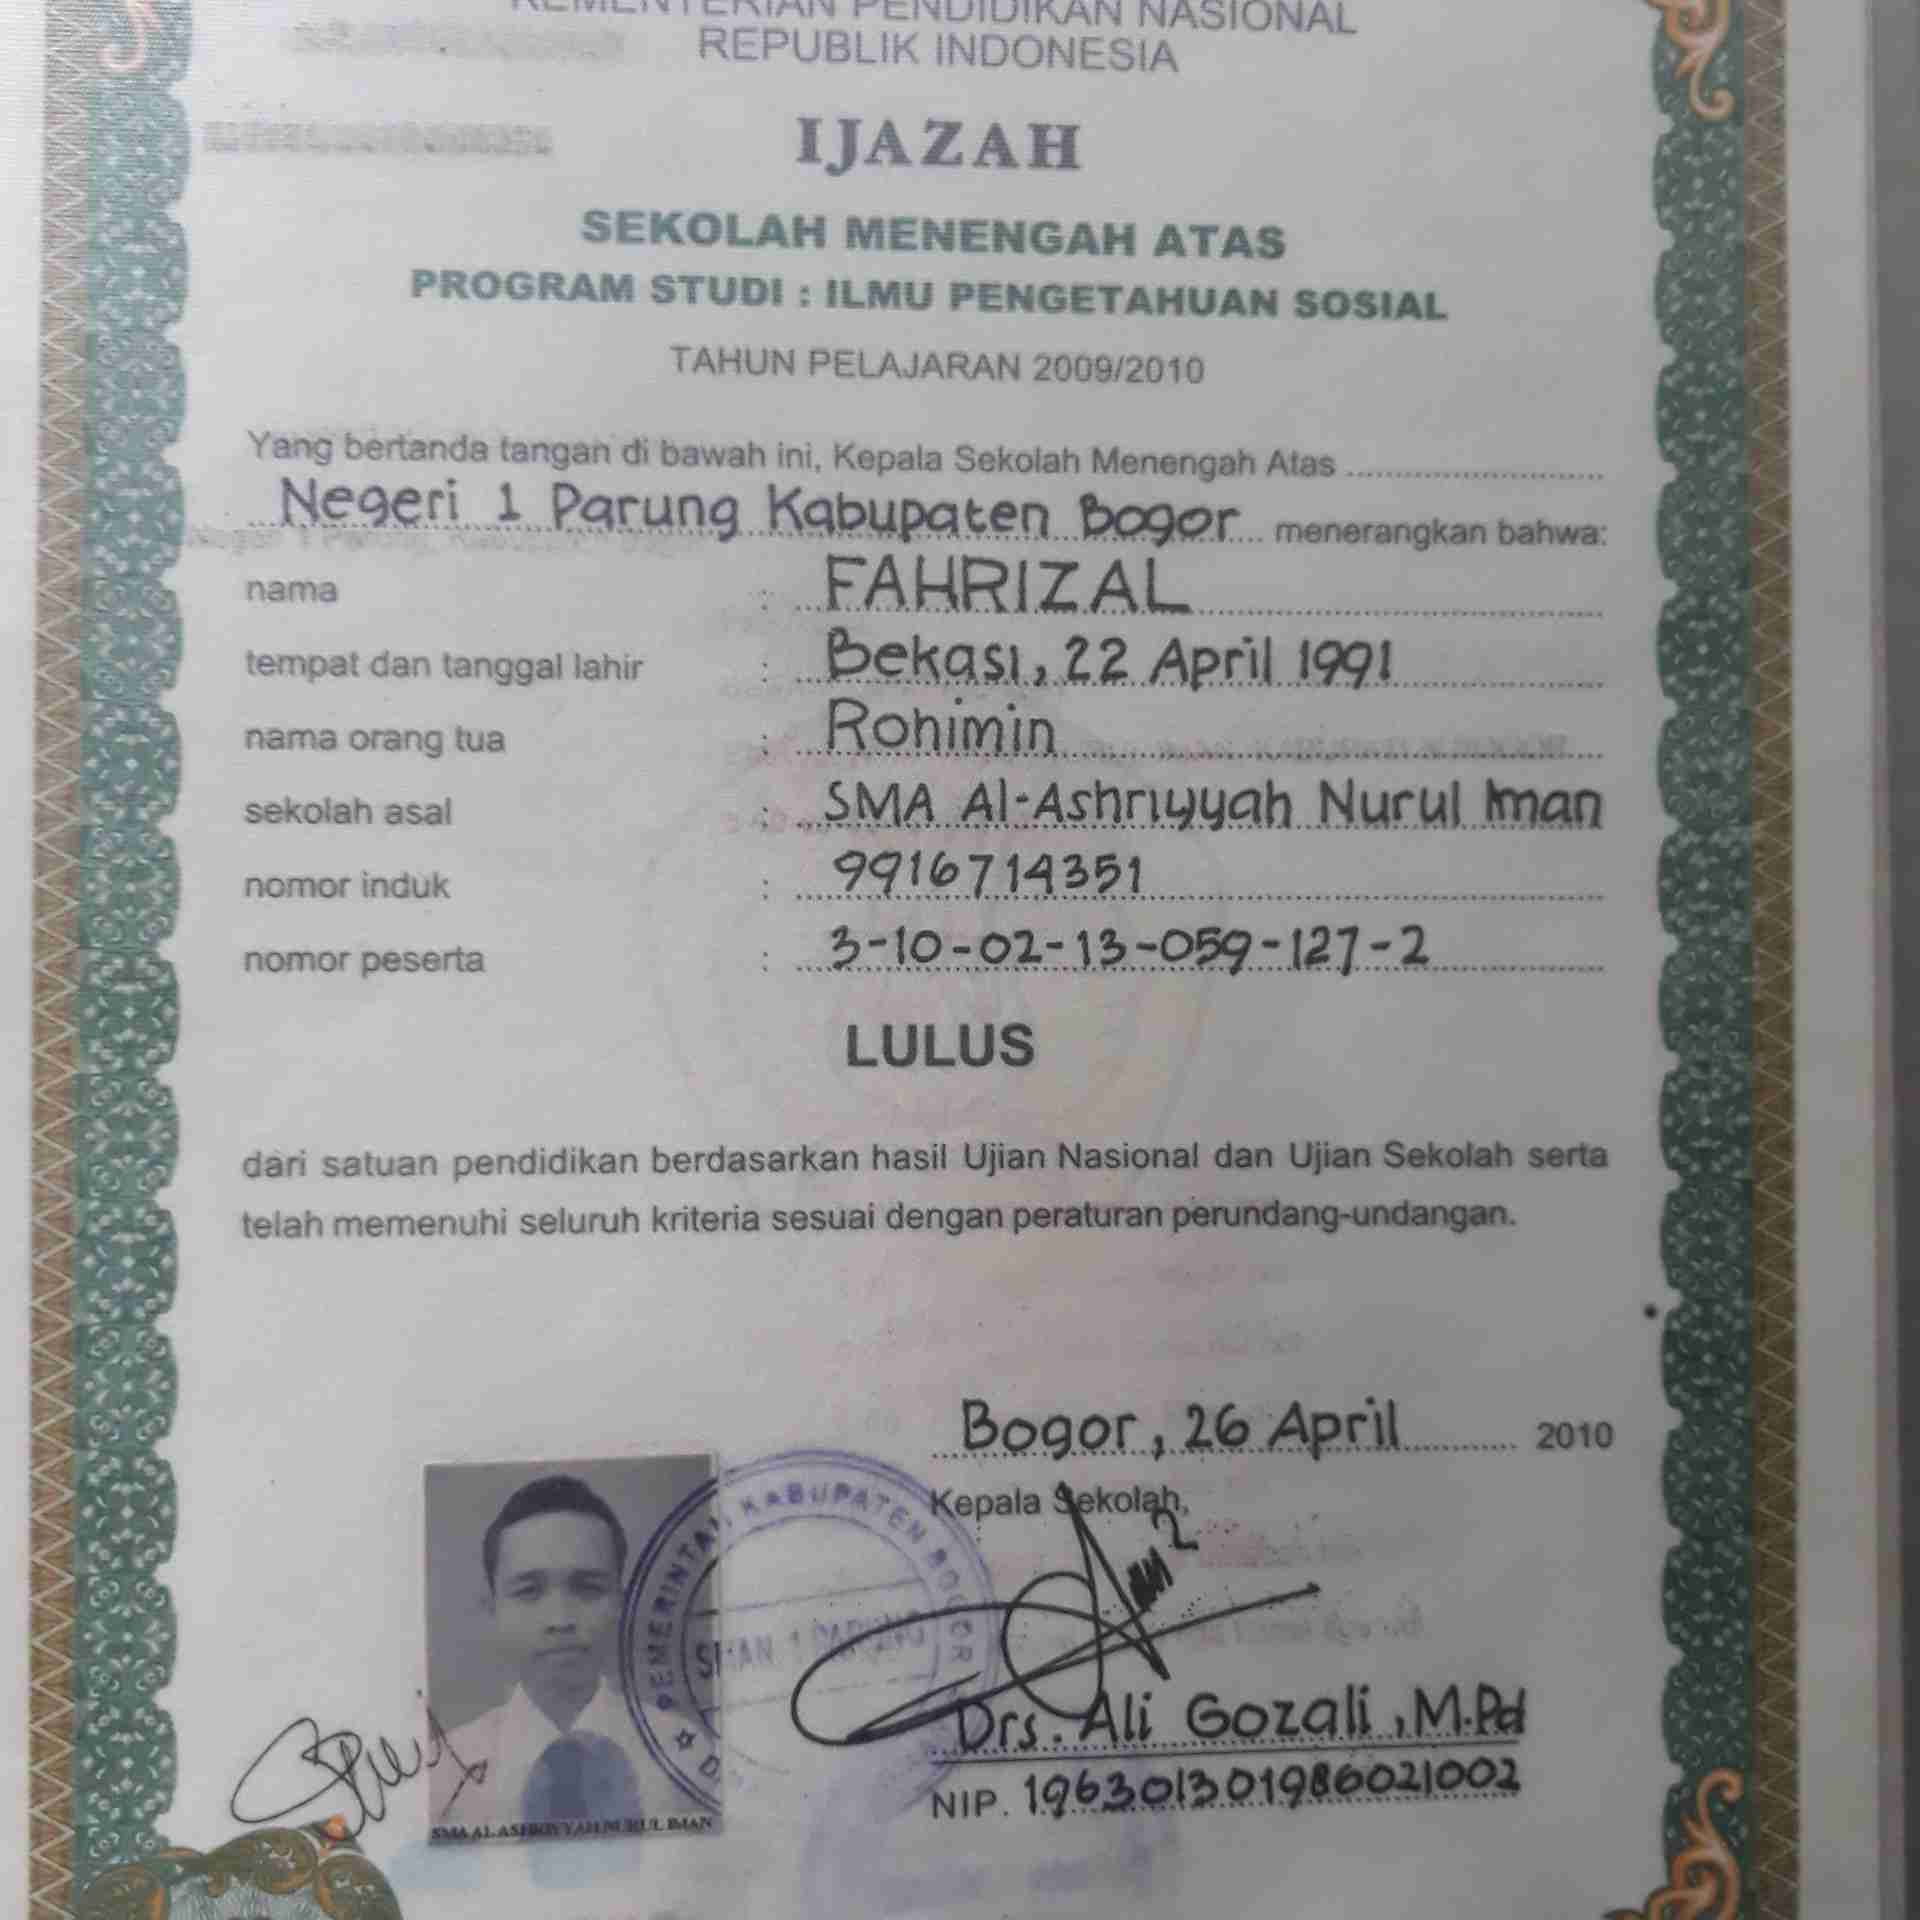 KEMENTERIAN PENDIDIKAN NASIONAL
REPUBLIK INDONESIA
IJAZAH
SEKOLAH MENENGAH ATAS
PROGRAM STUDI : ILMU PENGETAHUAN SOSIAL
TAHUN PELAJARAN 2009/2010
Yang bertanda tangan di bawah ini, Kepala Sekolah Menengah Atas
Negeri 1 Parung Kabupaten Bogor menerangkan bahwa:
nama : FAHRIZAL
tempat dan tanggal lahir : Bekasi, 22 April 1991
nama orang tua : Rohimin
sekolah asal : SMA Al-Ashriyyah Nurul Iman
nomor induk : 9916714351
nomor peserta : 3-10-02-13-059-127-2
LULUS
dari satuan pendidikan berdasarkan hasil Ujian Nasional dan Ujian Sekolah serta
telah memenuhi seluruh kriteria sesuai dengan peraturan perundang-undangan.
Bogor, 26 April 2010
Kepala Sekolah,
PEMERINTAH KABUPATEN BOGOR
SMAN 1 PARUNG
Drs. Ali Gozali, M.Pd
NIP. 196301301986021002
SMA AL ASHRIYYAH NURUL IMAN